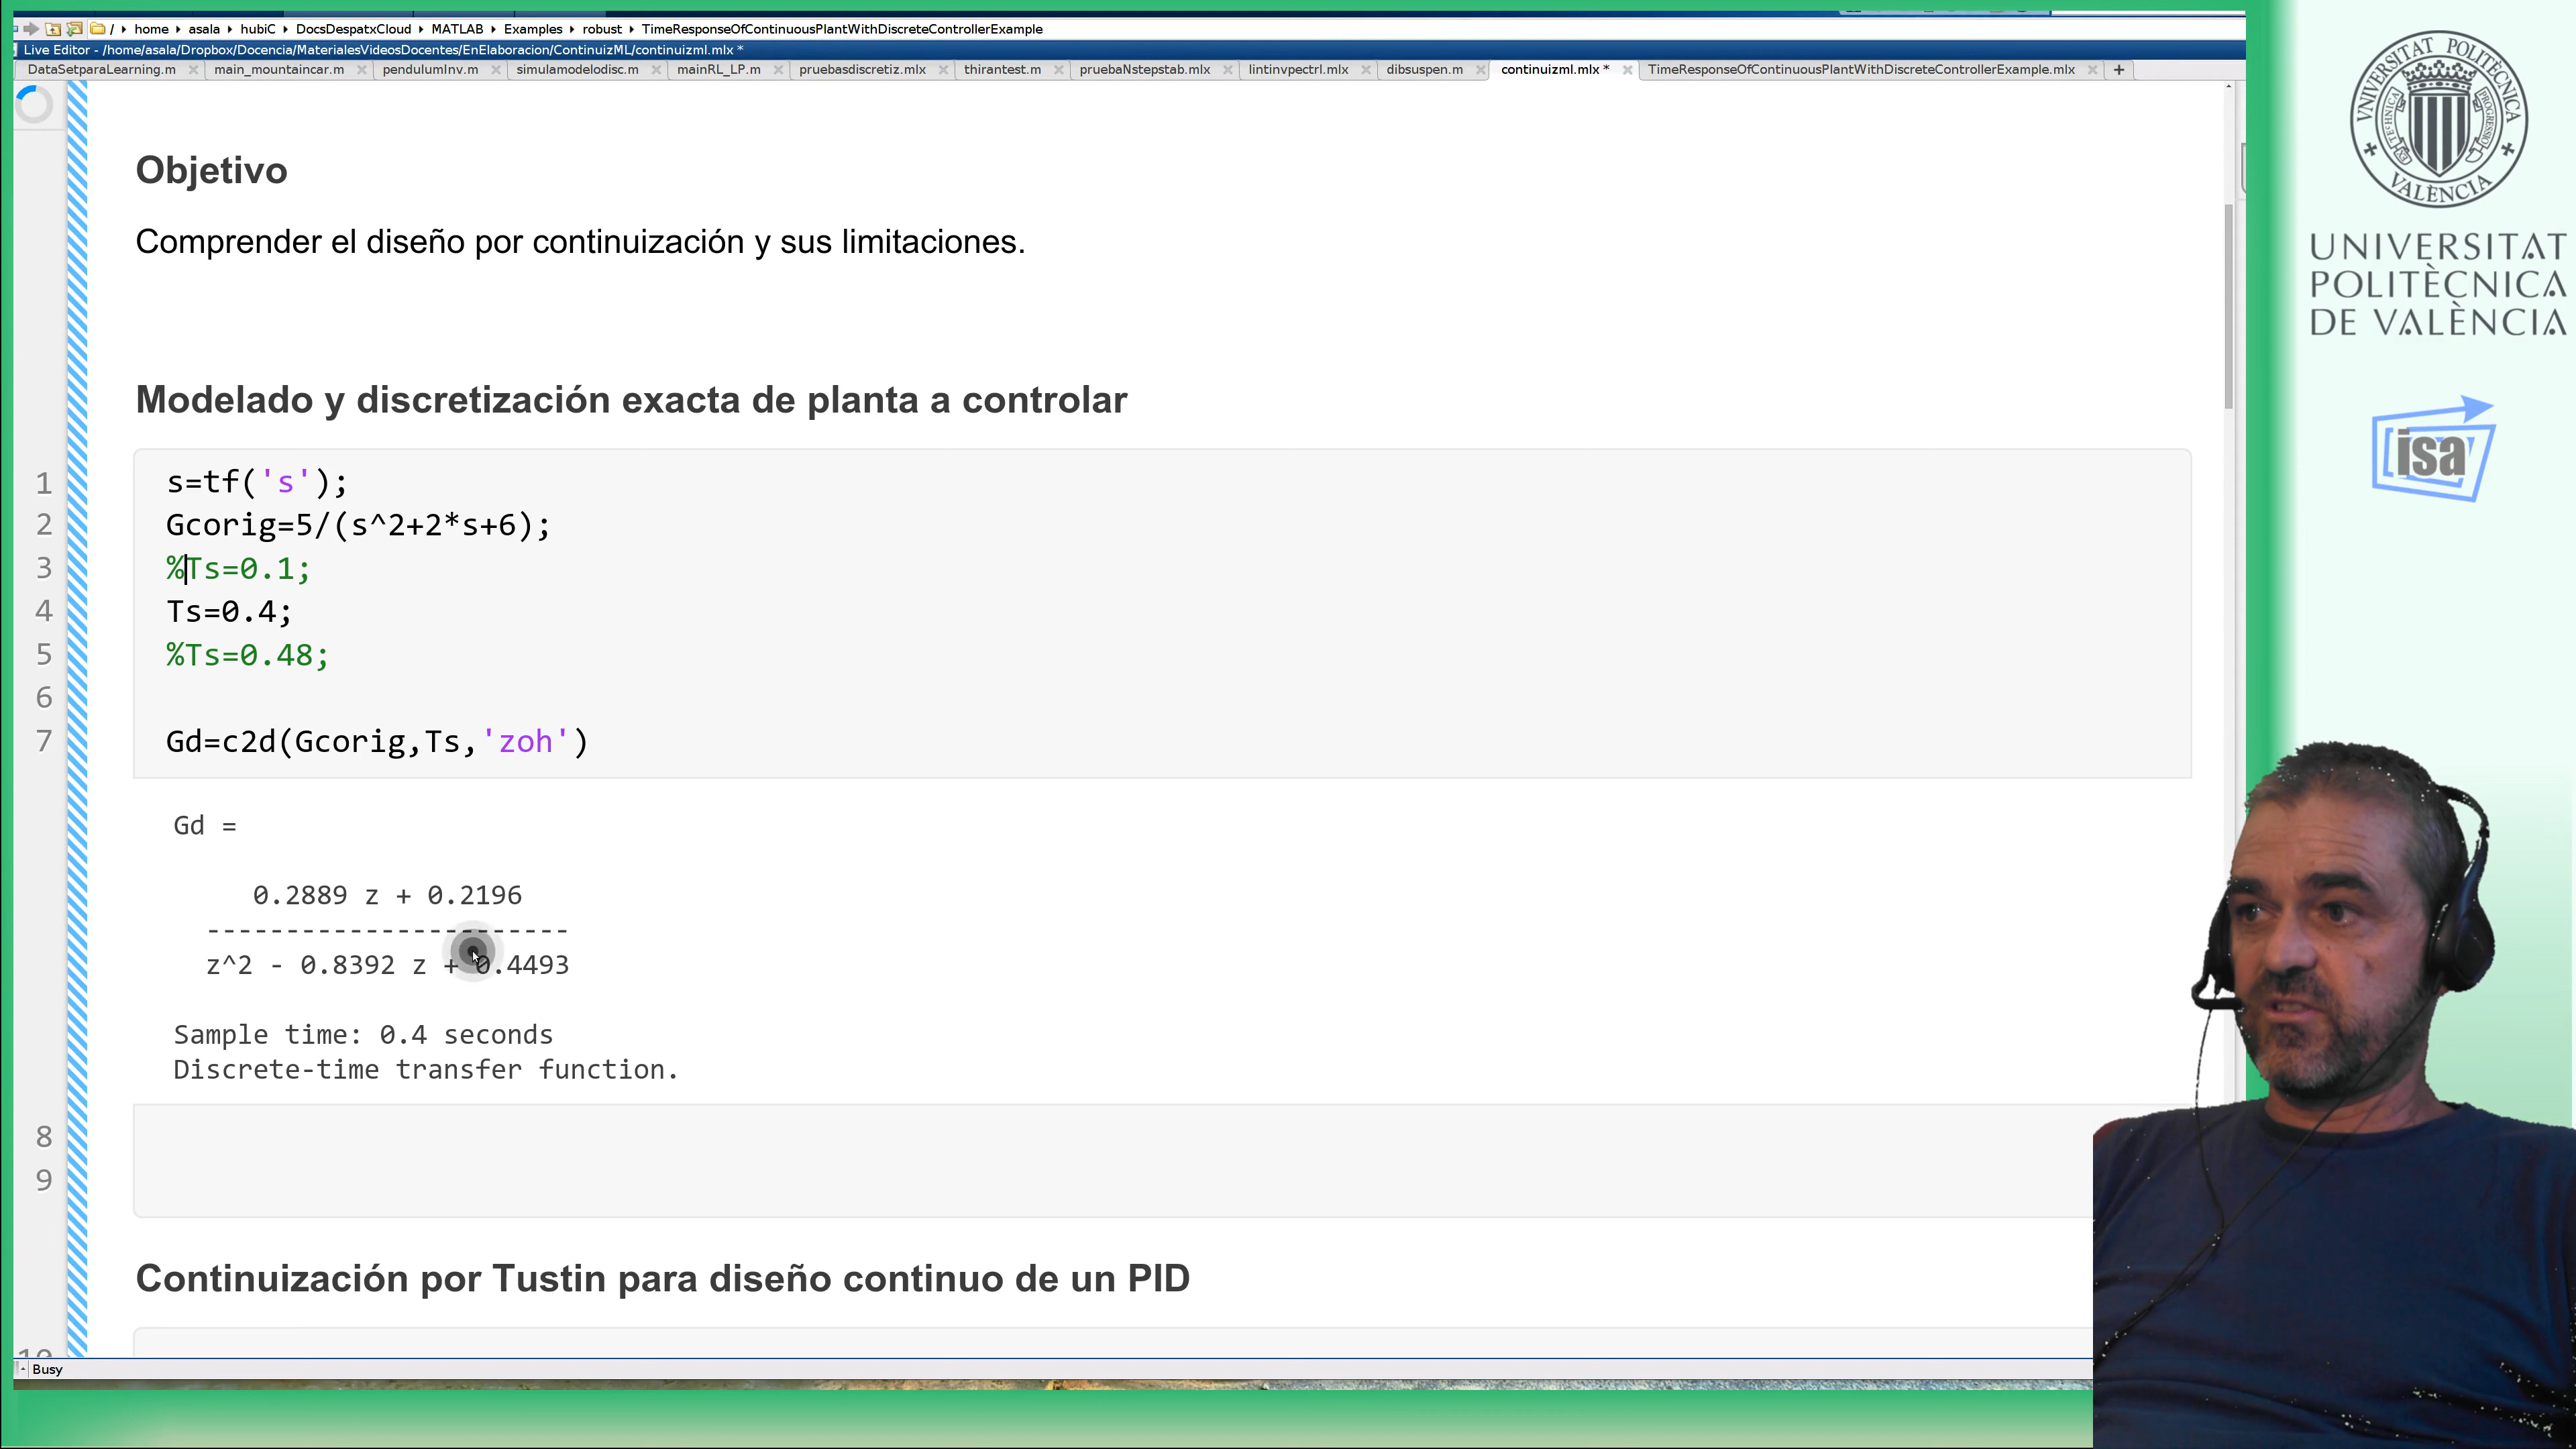 / home asala hubiC DocsDespatxCloud MATLAB Examples robust TimeResponseOfContinuousPlantWithDiscreteControllerExample
Live Editor - /home/asala/Dropbox/Docencia/MaterialesVideosDocentes/EnElaboracion/ContinuizML/continuizml.mlx *
DataSetparaLearning.m main_mountaincar.m pendulumInv.m simulamodelodisc.m mainRL_LP.m pruebasdiscretiz.mlx thirantest.m pruebaNstepstab.mlx lintinvpectrl.mlx dibsuspen.m continuizml.mlx * TimeResponseOfContinuousPlantWithDiscreteControllerExample.mlx +
Objetivo
Comprender el diseño por continuización y sus limitaciones.
Modelado y discretización exacta de planta a controlar
1 s=tf('s');
2 Gcorig=5/(s^2+2*s+6);
3 %Ts=0.1;
4 Ts=0.4;
5 %Ts=0.48;
6
7 Gd=c2d(Gcorig,Ts,'zoh')
Gd =
0.2889 z + 0.2196
-----------------------
z^2 - 0.8392 z + 0.4493
Sample time: 0.4 seconds
Discrete-time transfer function.
8
9
Continuización por Tustin para diseño continuo de un PID
10
Busy
UNIVERSITAT POLITÈCNICA
VALÈNCIA
UNIVERSITAT
POLITÈCNICA
DE VALÈNCIA
isa